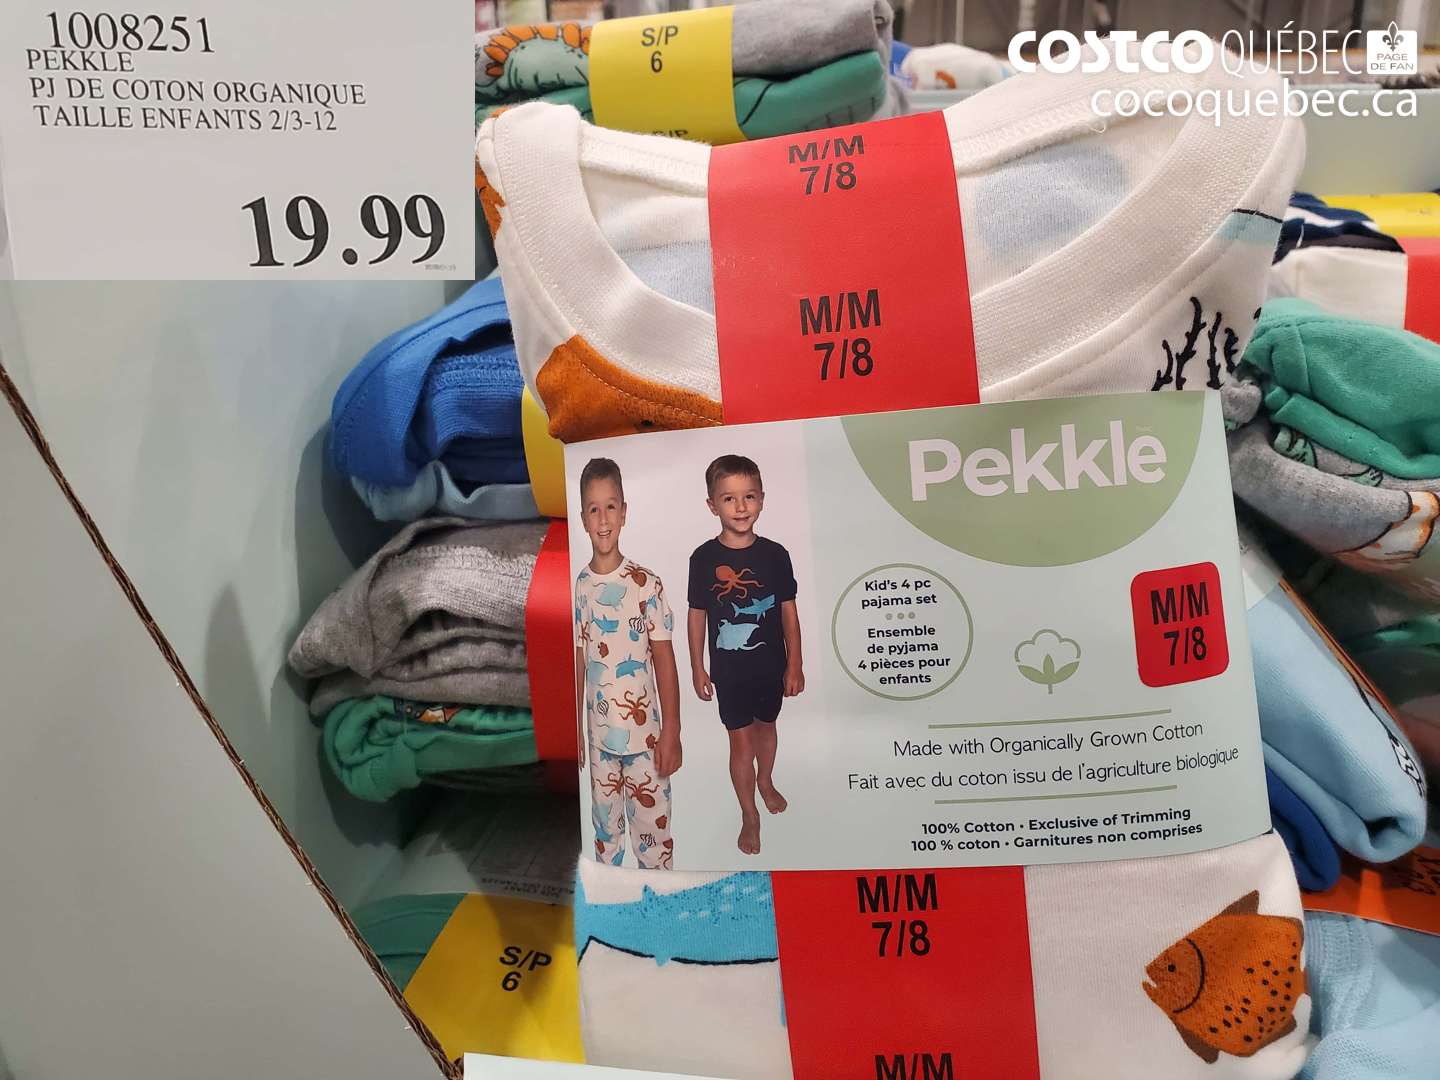 1008251
PEKKLE
PJ DE COTON ORGANIQUE
TAILLE ENFANTS 2/3-12
19.99
COSTCO QUÉBEC
PAGE
DE FAN
cocoquebec.ca
S/P
6
S/P
M/M
7/8
M/M
7/8
Pekkle
Kid's 4 pc
pajama set
Ensemble
de pyjama
4 pièces pour
enfants
M/M
7/8
Made with Organically Grown Cotton
Fait avec du coton issu de l'agriculture biologique
100% Cotton • Exclusive of Trimming
100 % coton • Garnitures non comprises
M/M
7/8
S/P
6
M/M